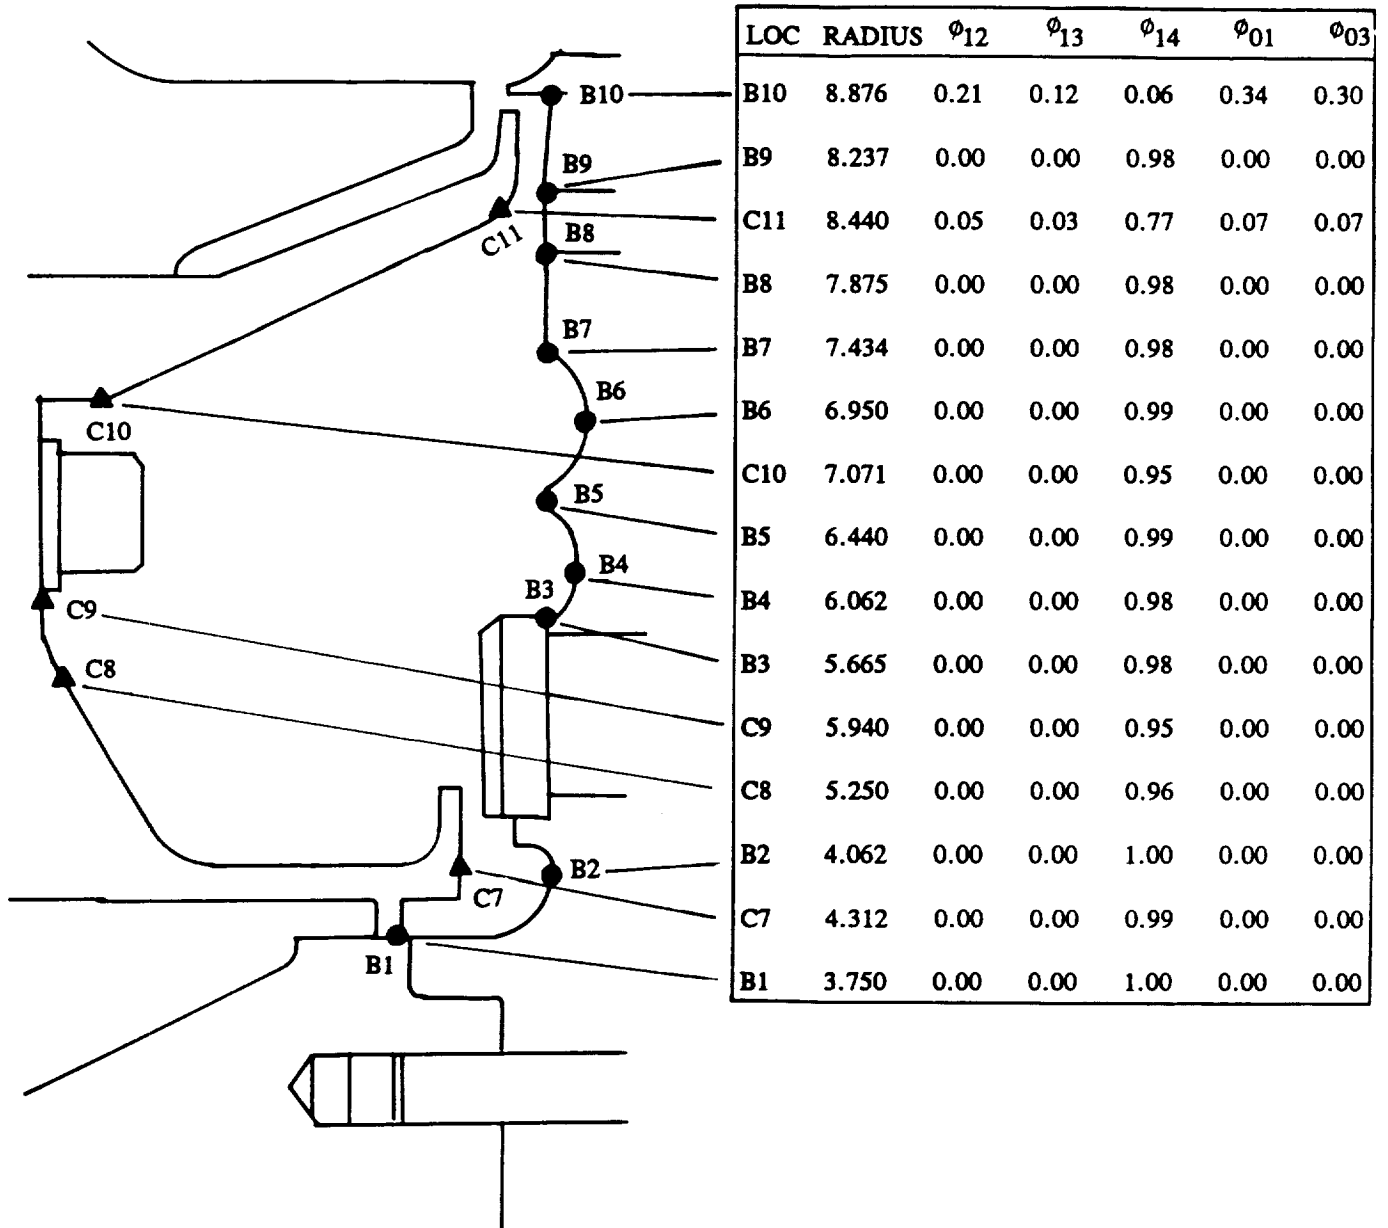 LOC RADIUS φ12 φ13 φ14 φ01 φ03
B10 8.876 0.21 0.12 0.06 0.34 0.30
B9 8.237 0.00 0.00 0.98 0.00 0.00
C11 8.440 0.05 0.03 0.77 0.07 0.07
B8 7.875 0.00 0.00 0.98 0.00 0.00
B7 7.434 0.00 0.00 0.98 0.00 0.00
B6 6.950 0.00 0.00 0.99 0.00 0.00
C10 7.071 0.00 0.00 0.95 0.00 0.00
B5 6.440 0.00 0.00 0.99 0.00 0.00
B4 6.062 0.00 0.00 0.98 0.00 0.00
B3 5.665 0.00 0.00 0.98 0.00 0.00
C9 5.940 0.00 0.00 0.95 0.00 0.00
C8 5.250 0.00 0.00 0.96 0.00 0.00
B2 4.062 0.00 0.00 1.00 0.00 0.00
C7 4.312 0.00 0.00 0.99 0.00 0.00
B1 3.750 0.00 0.00 1.00 0.00 0.00
B10
B9
C11
B8
B7
B6
C10
B5
B4
B3
C9
C8
B2
C7
B1